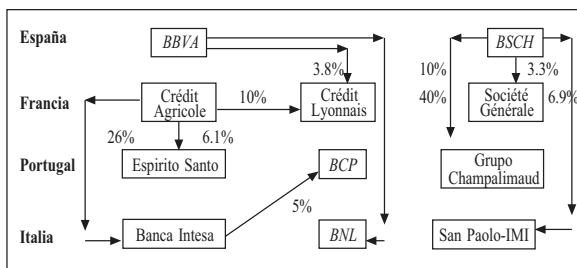 España
BBVA
BSCH
3.8%
10%
3.3%
Francia
Crédit
Agricole
10%
Crédit
Lyonnais
40%
Société
Générale
6.9%
26%
6.1%
Portugal
Espirito Santo
BCP
Grupo
Champalimaud
5%
Italia
Banca Intesa
BNL
San Paolo-IMI